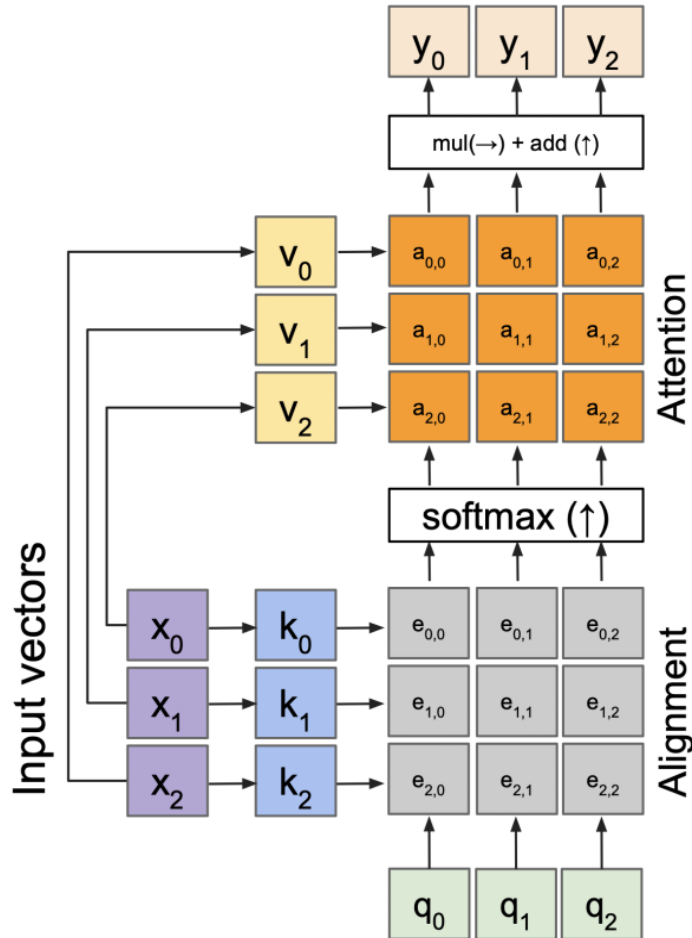 y0 y1 y2
mul(→) + add (↑)
v0 a0,0 a0,1 a0,2
v1 a1,0 a1,1 a1,2
v2 a2,0 a2,1 a2,2
Attention
softmax (↑)
Input vectors
x0 k0 e0,0 e0,1 e0,2
x1 k1 e1,0 e1,1 e1,2
x2 k2 e2,0 e2,1 e2,2
Alignment
q0 q1 q2